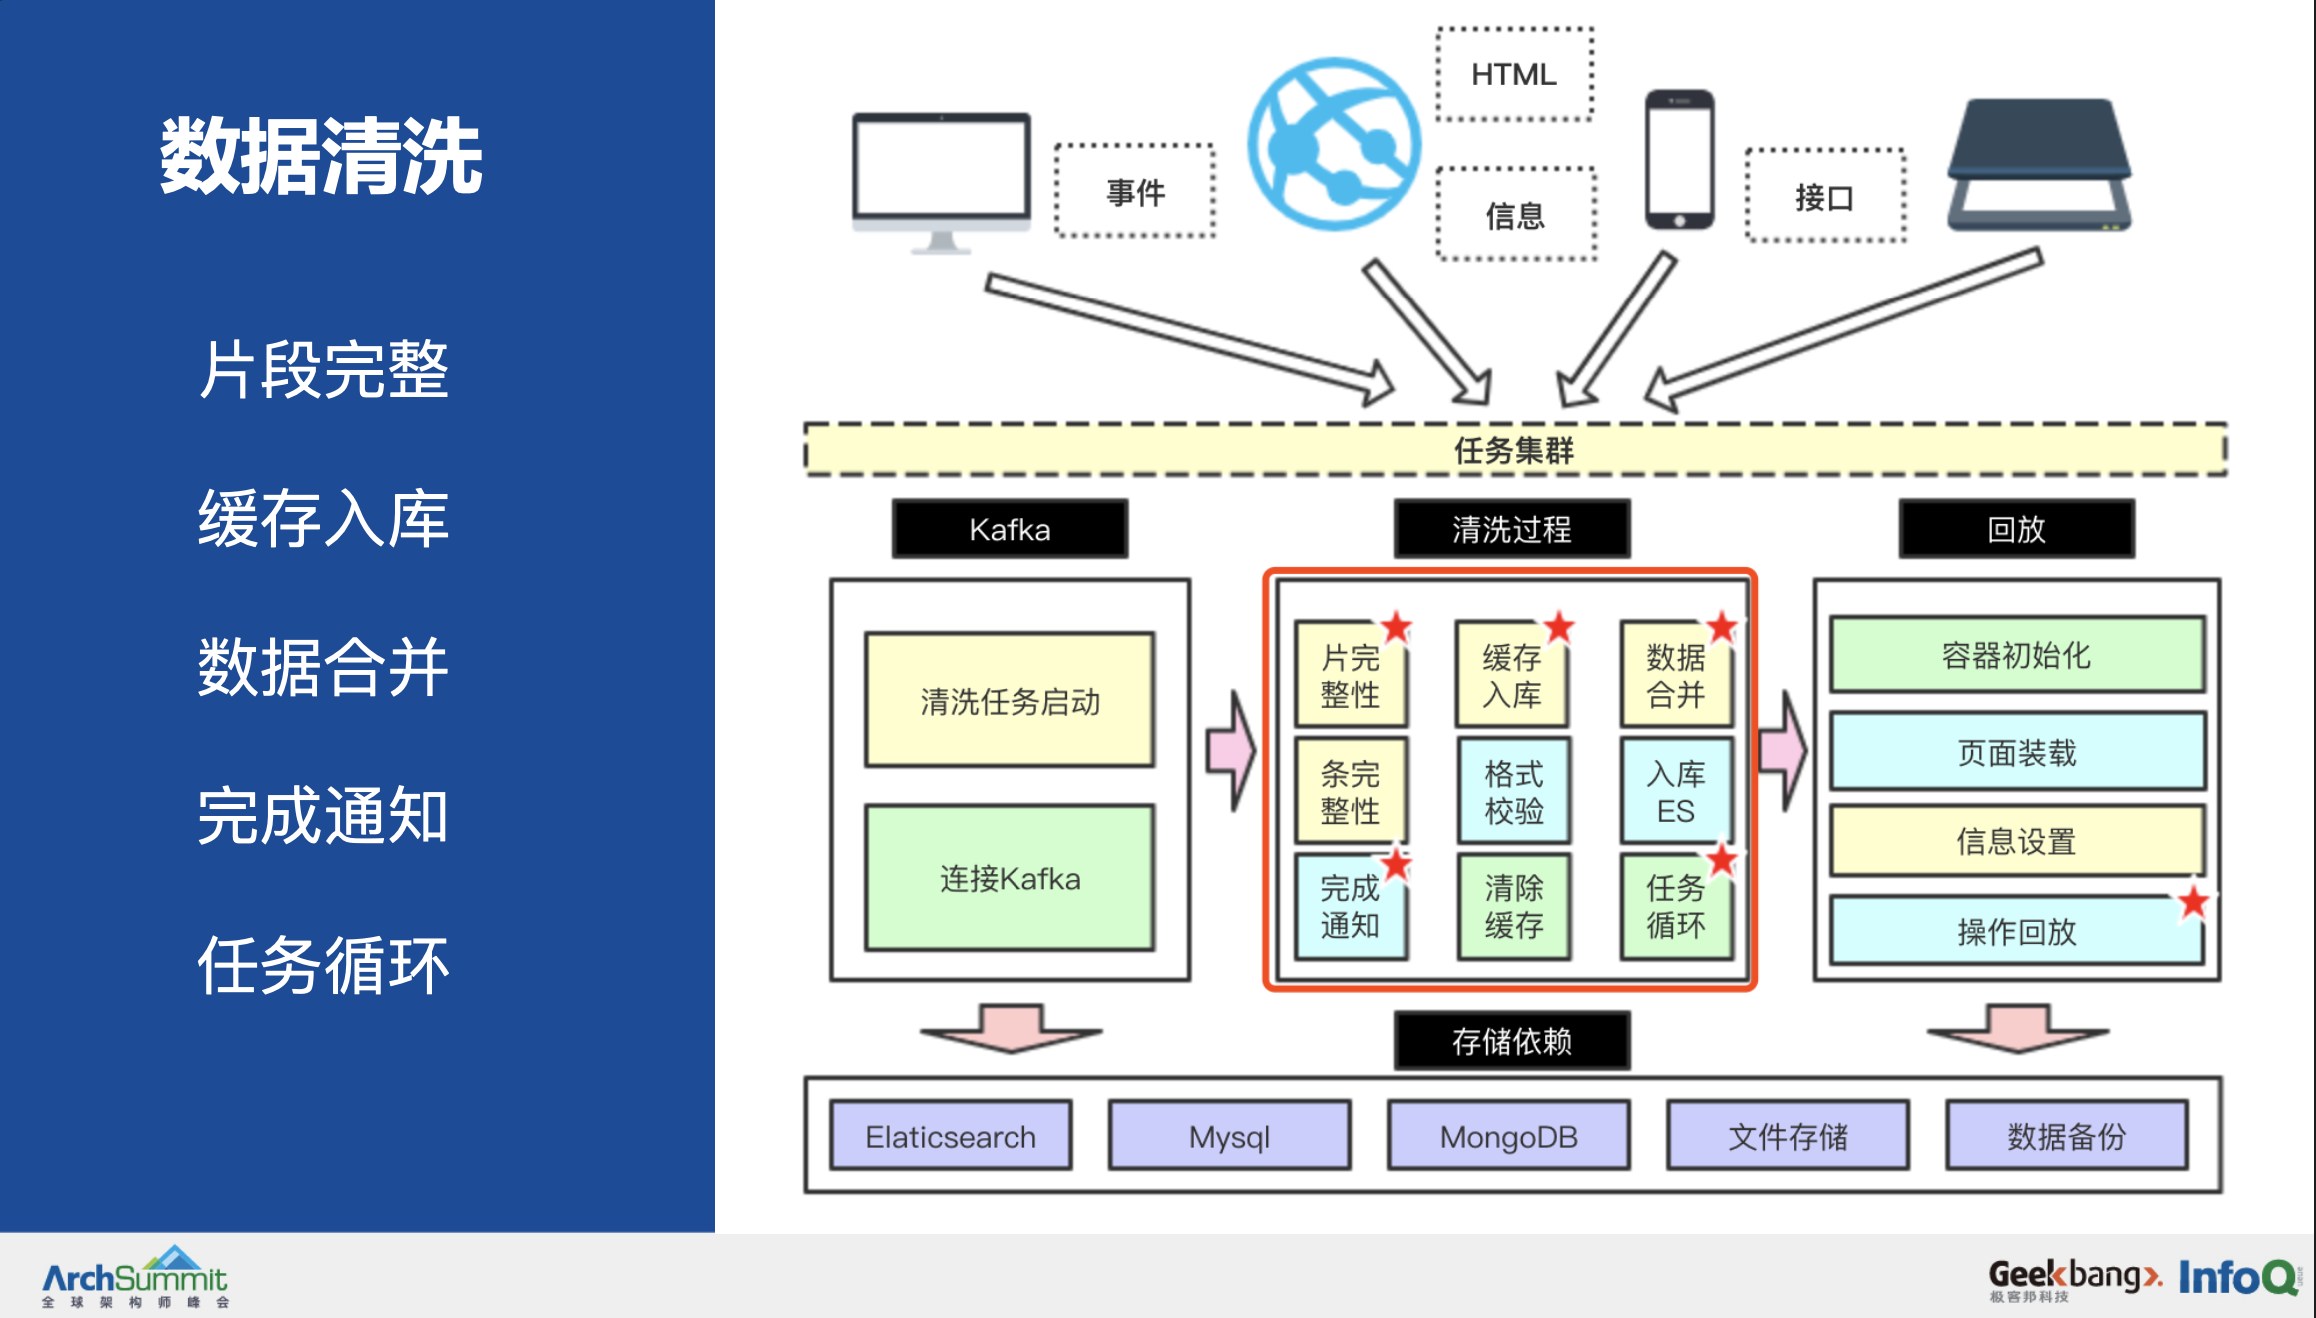 数据清洗
片段完整
缓存入库
数据合并
完成通知
任务循环
事件
HTML
信息
接口
任务集群
Kafka
清洗过程
回放
清洗任务启动
连接Kafka
片完
整性
缓存
入库
数据
合并
条完
整性
格式
校验
入库
ES
完成
通知
清除
缓存
任务
循环
容器初始化
页面装载
信息设置
操作回放
存储依赖
Elaticsearch
Mysql
MongoDB
文件存储
数据备份
ArchSummit
全球架构师峰会
Geekbang>.
极客邦科技
InfoQ